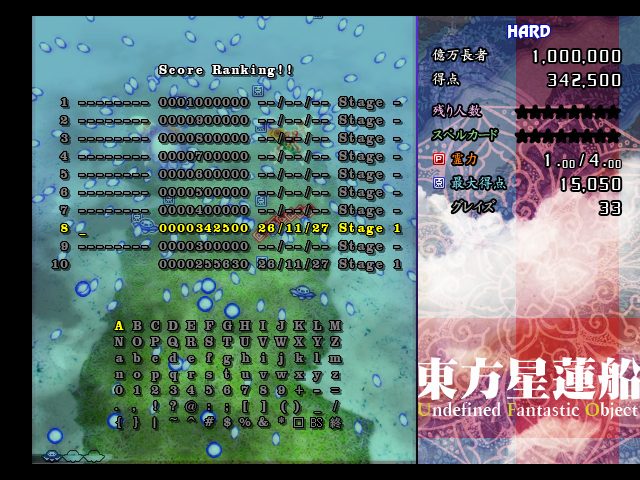 HARD
億万長者 1,000,000
得点 342,500
残り人数
スペルカード
P 霊力 1.00/4.00
最大得点 15,050
グレイズ 33
Score Ranking!!
1 -------- 0001000000 --/--/-- Stage -
2 -------- 0000900000 --/--/-- Stage -
3 -------- 0000800000 --/--/-- Stage -
4 -------- 0000700000 --/--/-- Stage -
5 -------- 0000600000 --/--/-- Stage -
6 -------- 0000500000 --/--/-- Stage -
7 -------- 0000400000 --/--/-- Stage -
8 _ 0000342500 26/11/27 Stage 1
9 -------- 0000300000 --/--/-- Stage -
10 0000255630 26/11/27 Stage 1
A B C D E F G H I J K L M
N O P Q R S T U V W X Y Z
a b c d e f g h i j k l m
n o p q r s t u v w x y z
0 1 2 3 4 5 6 7 8 9 + - =
. , ! ? @ : ; [ ] ( ) _ /
{ } | ~ ^ # $ % & * □ BS 終
東方星蓮船
Undefined Fantastic Object